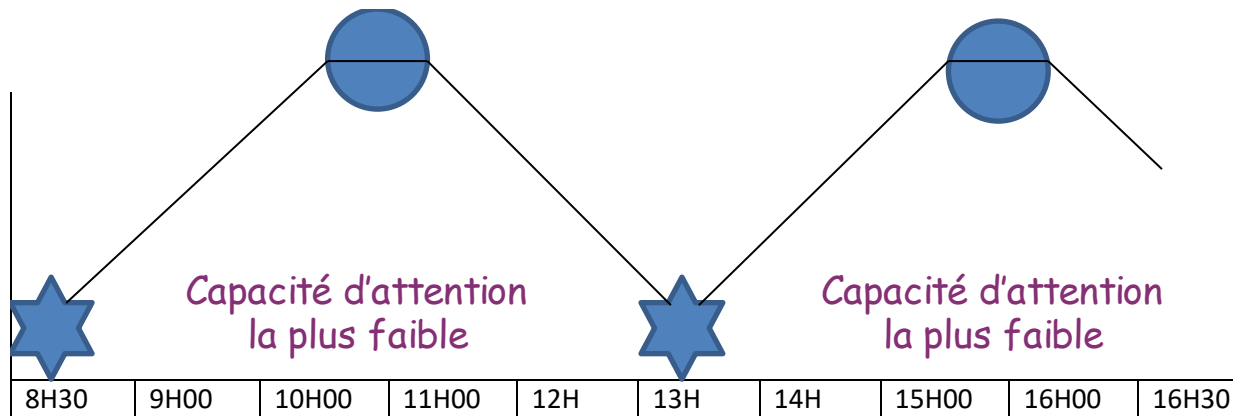 Capacité d'attention
la plus faible
Capacité d'attention
la plus faible
8H30 9H00 10H00 11H00 12H 13H 14H 15H00 16H00 16H30